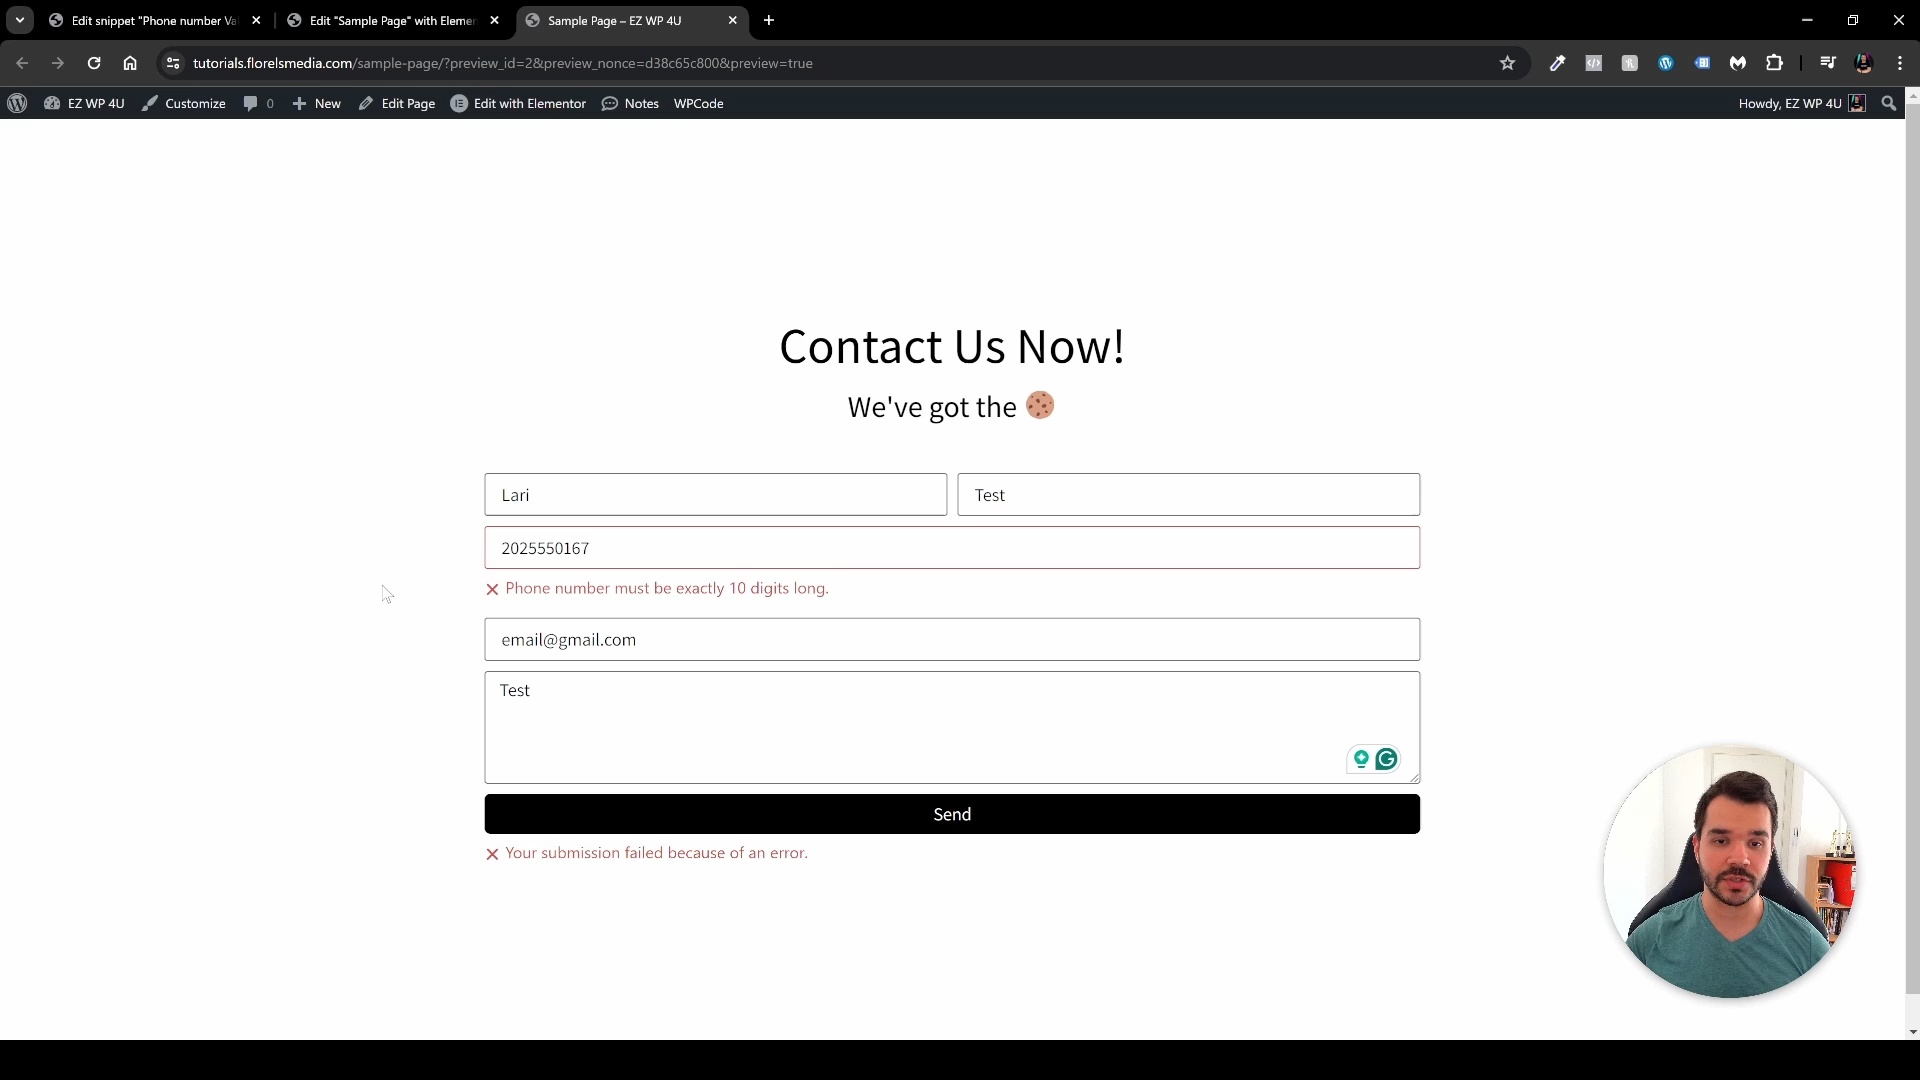 Edit snippet "Phone number Va
Edit "Sample Page" with Elemen
Sample Page – EZ WP 4U
tutorials.florelsmedia.com/sample-page/?preview_id=2&preview_nonce=d38c65c800&preview=true
EZ WP 4U
Customize
0
New
Edit Page
Edit with Elementor
Notes
WPCode
Howdy, EZ WP 4U
Contact Us Now!
We've got the 🍪
Lari
Test
2025550167
Phone number must be exactly 10 digits long.
email@gmail.com
Test
Send
Your submission failed because of an error.